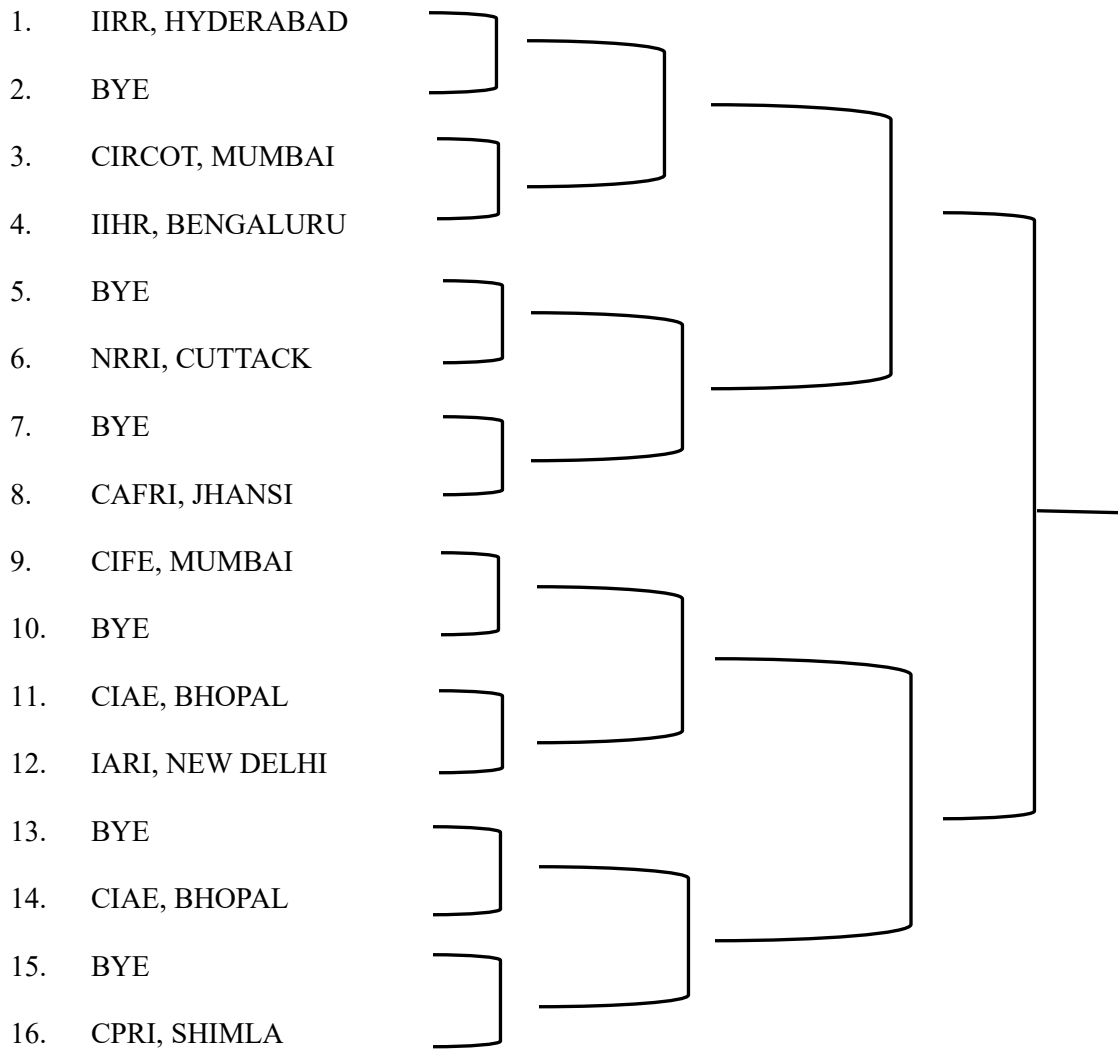 1. IIRR, HYDERABAD
2. BYE
3. CIRCOT, MUMBAI
4. IIHR, BENGALURU
5. BYE
6. NRRI, CUTTACK
7. BYE
8. CAFRI, JHANSI
9. CIFE, MUMBAI
10. BYE
11. CIAE, BHOPAL
12. IARI, NEW DELHI
13. BYE
14. CIAE, BHOPAL
15. BYE
16. CPRI, SHIMLA